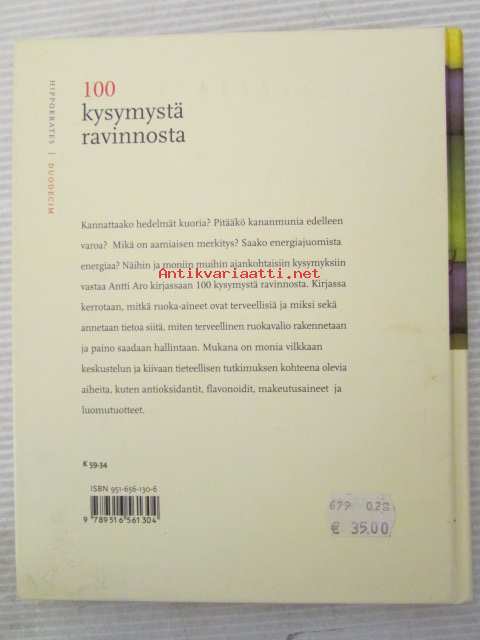 HIPPOKRATES | DUODECIM
100
kysymystä
ravinnosta
Kannattaako hedelmät kuoria? Pitääkö kananmunia edelleen
varoa? Mikä on aamiaisen merkitys? Saako energiajuomista
energiaa? Näihin ja moniin muihin ajankohtaisiin kysymyksiin
Antikvariaatti.net
vastaa Antti Aro kirjassaan 100 kysymystä ravinnosta. Kirjassa
kerrotaan, mitkä ruoka-aineet ovat terveellisiä ja miksi sekä
annetaan tietoa siitä, miten terveellinen ruokavalio rakennetaan
ja paino saadaan hallintaan. Mukana on monia vilkkaan
keskustelun ja kiivaan tieteellisen tutkimuksen kohteena olevia
aiheita, kuten antioksidantit, flavonoidit, makeutusaineet ja
luomutuotteet.
K 59-34
ISBN 951-656-130-6
9 789516 561304
679 0.28
€ 35,00